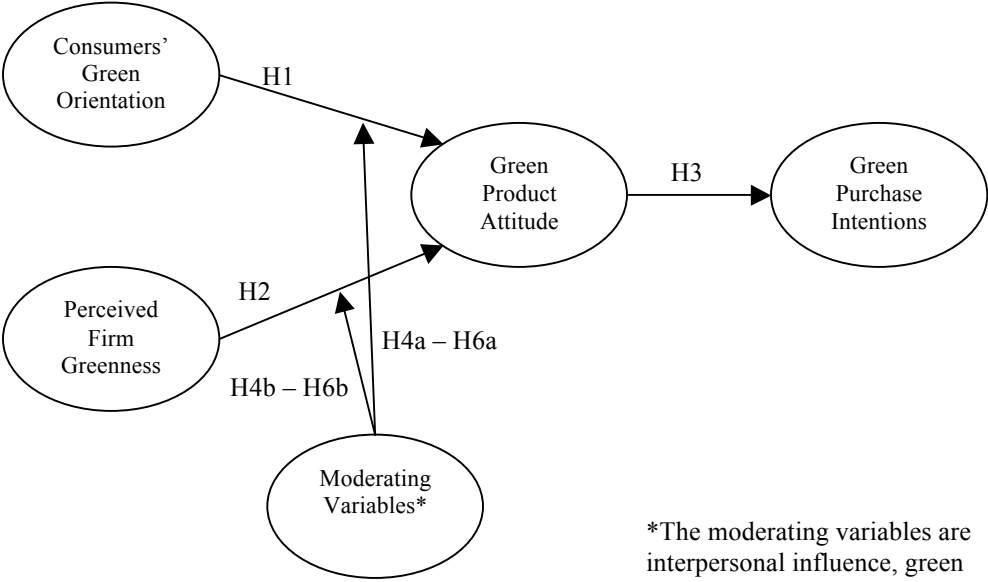 Consumers’
Green
Orientation
H1
Green
Product
Attitude
H3
Green
Purchase
Intentions
H2
Perceived
Firm
Greenness
H4a – H6a
H4b – H6b
Moderating
Variables*
*The moderating variables are
interpersonal influence, green